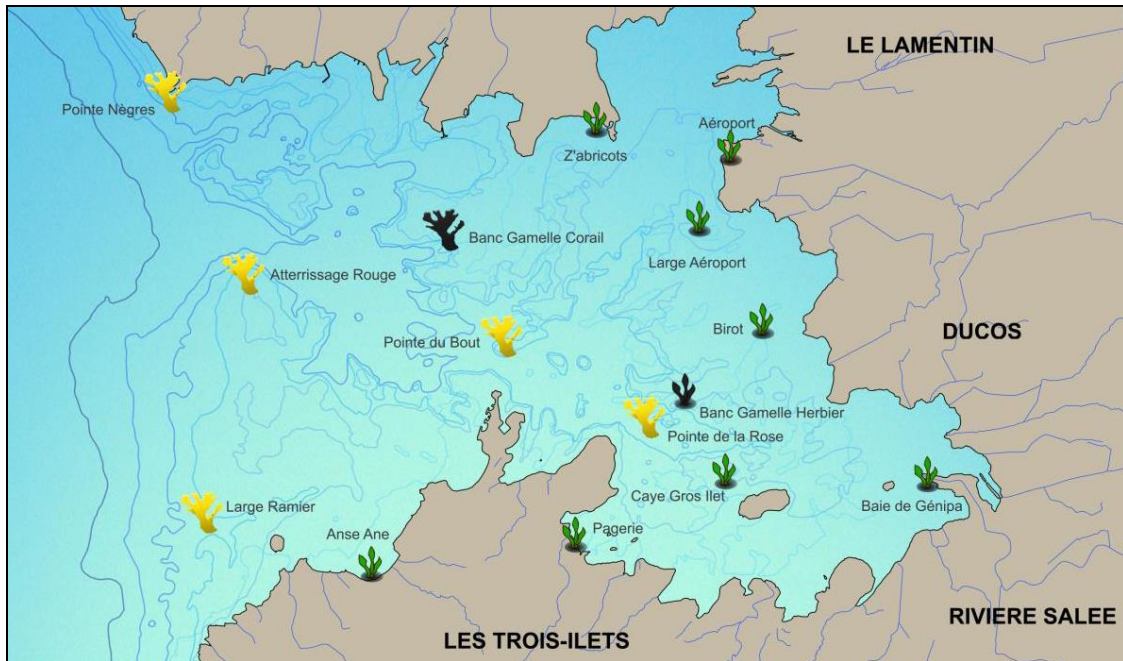 LE LAMENTIN
Pointe Nègres
Aéroport
Z'abricots
Banc Gamelle Corail
Large Aéroport
Atterrissage Rouge
Birot
DUCOS
Pointe du Bout
Banc Gamelle Herbier
Pointe de la Rose
Caye Gros Ilet
Baie de Génipa
Large Ramier
Anse Ane
Pagerie
RIVIERE SALEE
LES TROIS-ILETS